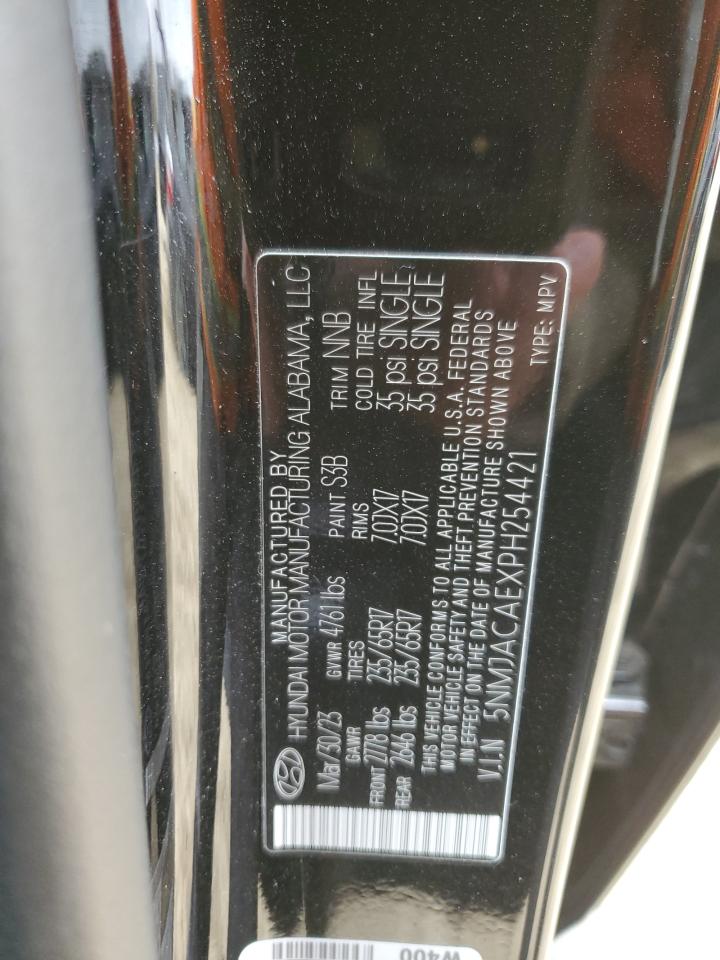 MANUFACTURED BY
HYUNDAI MOTOR MANUFACTURING ALABAMA, LLC
Mar/30/23 GVWR 4761 lbs PAINT S3B TRIM NNB
GAWR TIRES RIMS COLD TIRE INFL
FRONT 2778 lbs 235/65R17 7.0JX17 35 psi SINGLE
REAR 2646 lbs 235/65R17 7.0JX17 35 psi SINGLE
THIS VEHICLE CONFORMS TO ALL APPLICABLE U.S.A. FEDERAL
MOTOR VEHICLE SAFETY AND THEFT PREVENTION STANDARDS
IN EFFECT ON THE DATE OF MANUFACTURE SHOWN ABOVE
V.I.N 5NMJACAEXPH254421 TYPE: MPV
W400